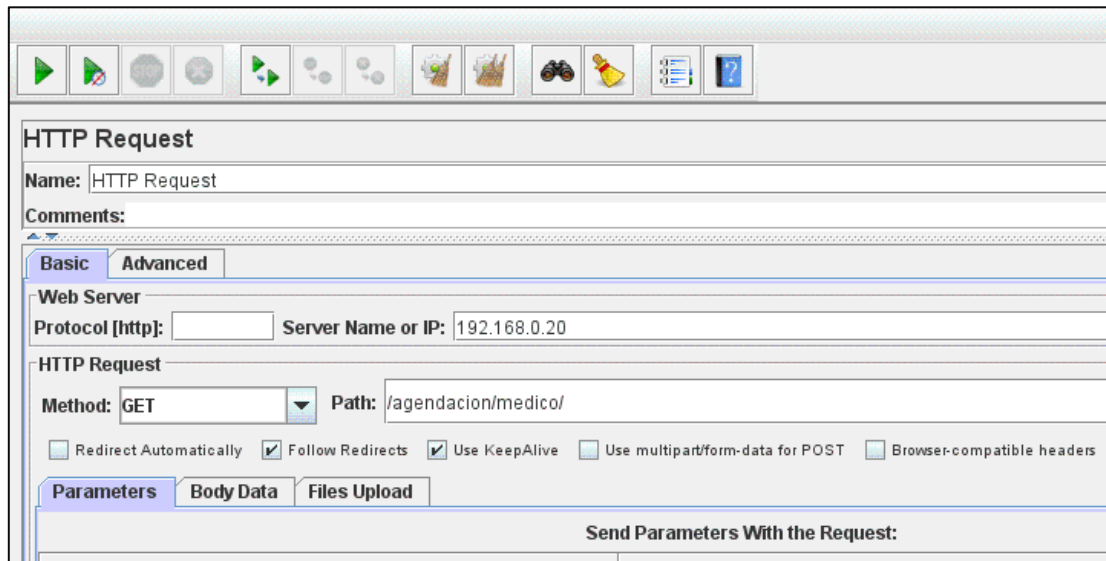 STOP
HTTP Request
Name: HTTP Request
Comments:
Basic Advanced
Web Server
Protocol [http]: Server Name or IP: 192.168.0.20
HTTP Request
Method: GET Path: /agendacion/medico/
Redirect Automatically Follow Redirects Use KeepAlive Use multipart/form-data for POST Browser-compatible headers
Parameters Body Data Files Upload
Send Parameters With the Request: